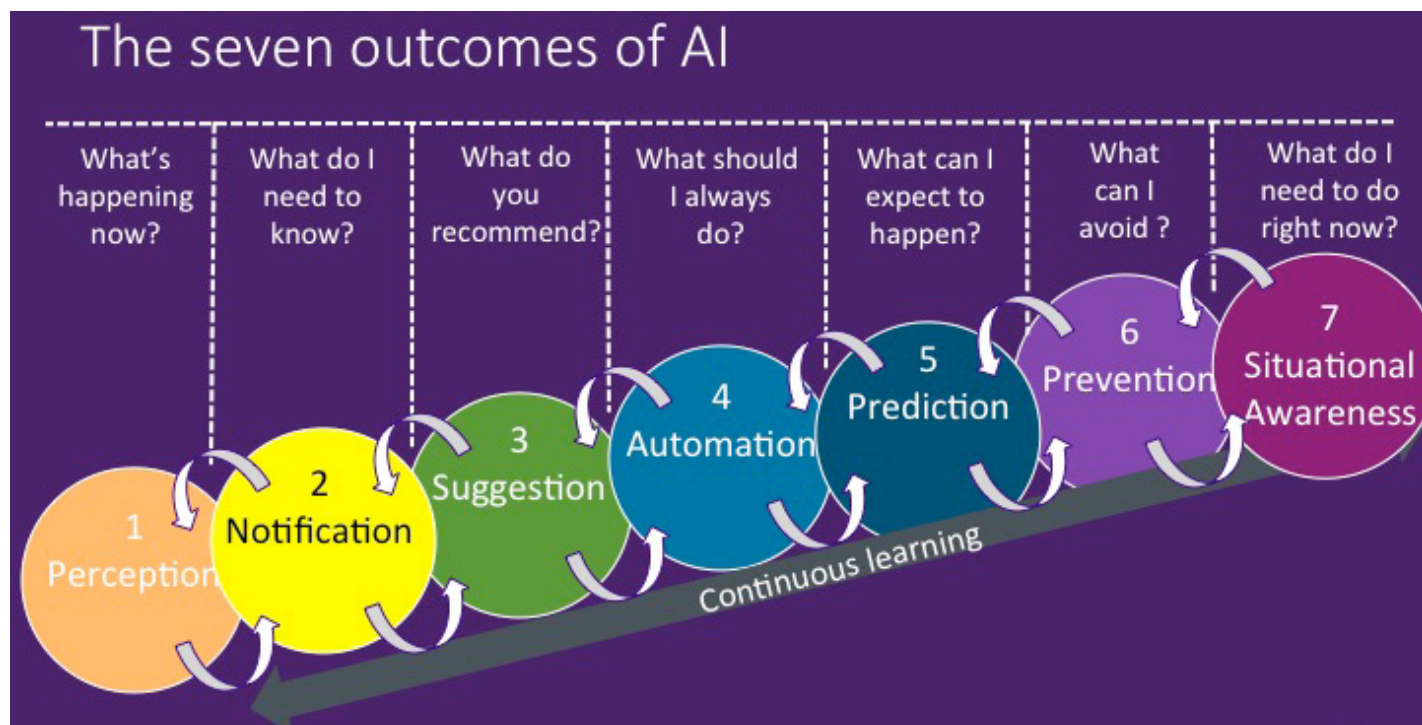 The seven outcomes of AI
What's
happening
now?
What do I
need to
know?
What do
you
recommend?
What should
I always
do?
What can I
expect to
happen?
What
can I
avoid ?
What do I
need to do
right now?
1
Perception
2
Notification
3
Suggestion
4
Automation
5
Prediction
6
Prevention
7
Situational
Awareness
Continuous learning